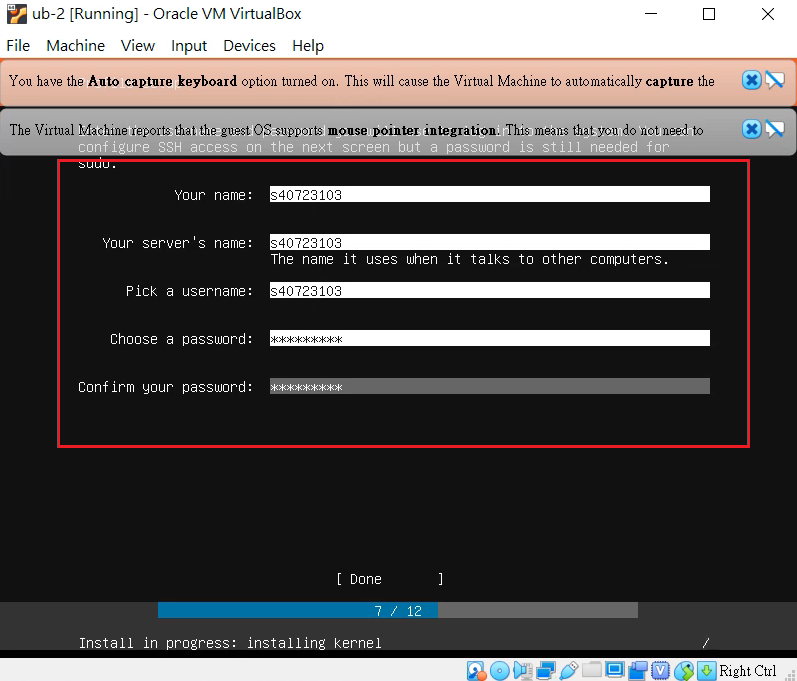 ub-2 [Running] - Oracle VM VirtualBox
File Machine View Input Devices Help
You have the Auto capture keyboard option turned on. This will cause the Virtual Machine to automatically capture the
The Virtual Machine reports that the guest OS supports mouse pointer integration. This means that you do not need to
configure SSH access on the next screen but a password is still needed for
sudo.
Your name: s40723103
Your server's name: s40723103
The name it uses when it talks to other computers.
Pick a username: s40723103
Choose a password: *********
Confirm your password: *********
[ Done ]
7 / 12
Install in progress: installing kernel /
Right Ctrl